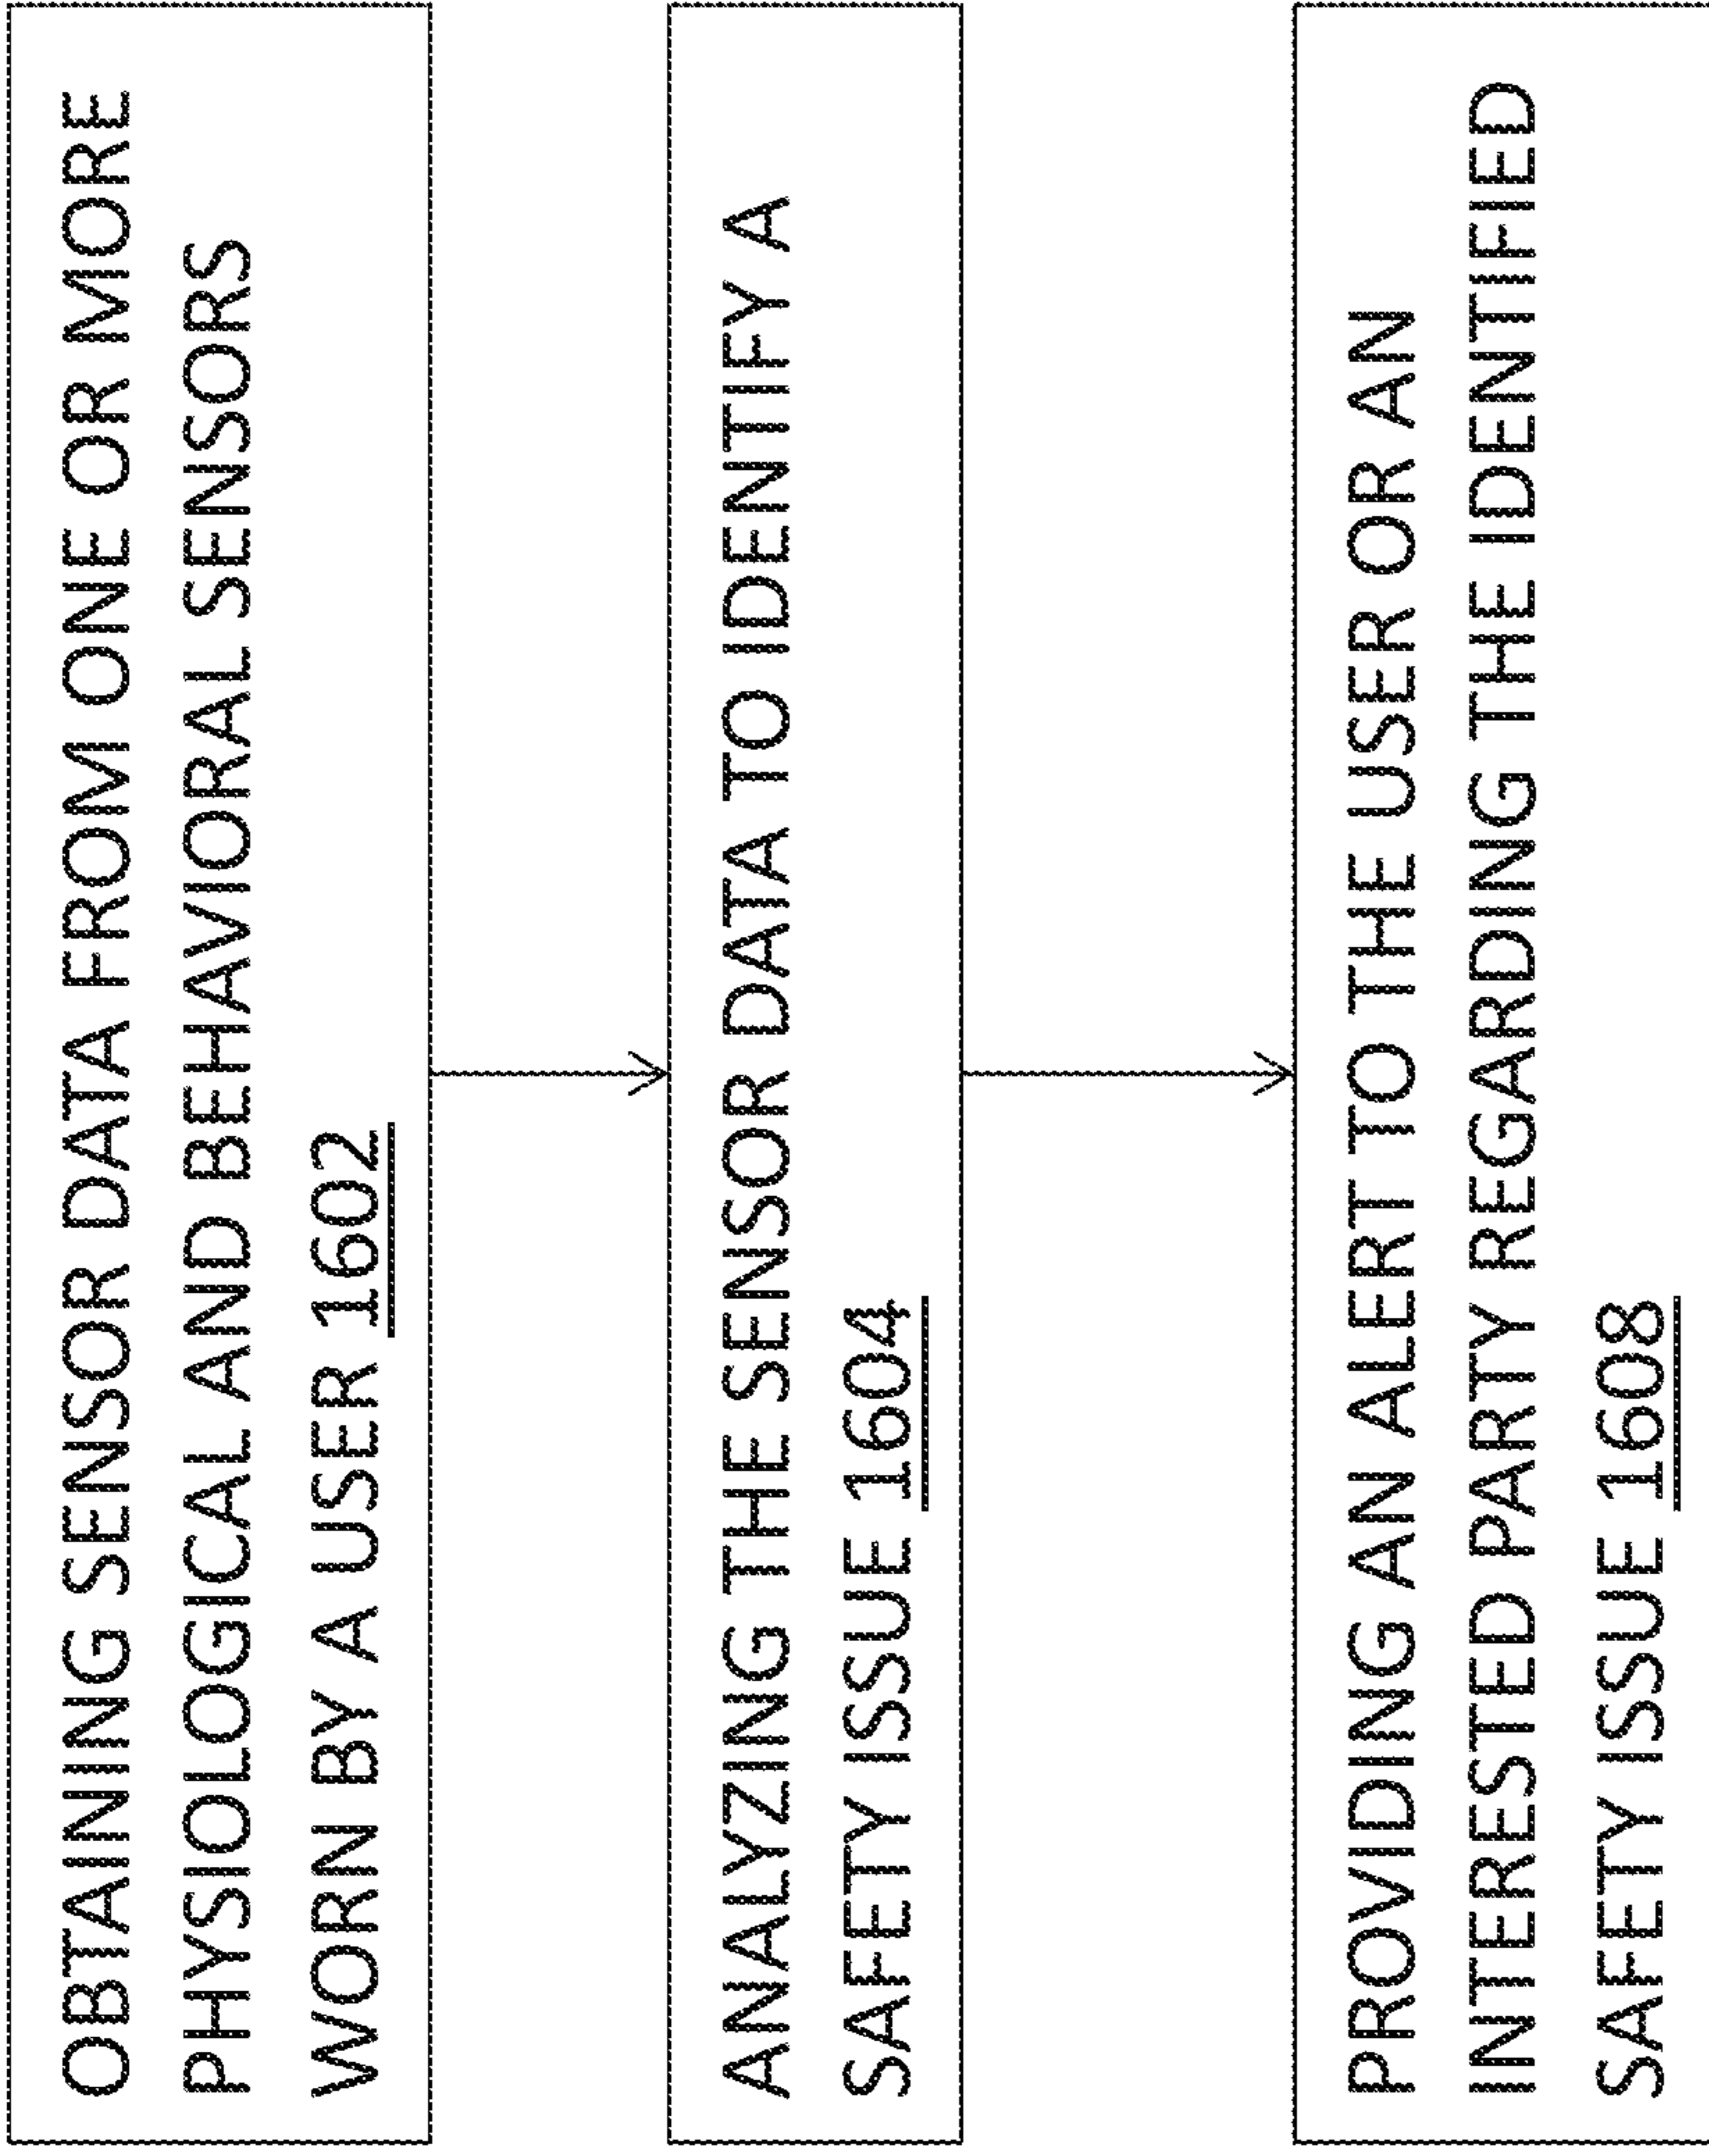 OBTAINING SENSOR DATA FROM ONE OR MORE
PHYSIOLOGICAL AND BEHAVIORAL SENSORS
WORN BY A USER 1602
ANALYZING THE SENSOR DATA TO IDENTIFY A
SAFETY ISSUE 1604
PROVIDING AN ALERT TO THE USER OR AN
INTERESTED PARTY REGARDING THE IDENTIFIED
SAFETY ISSUE 1608